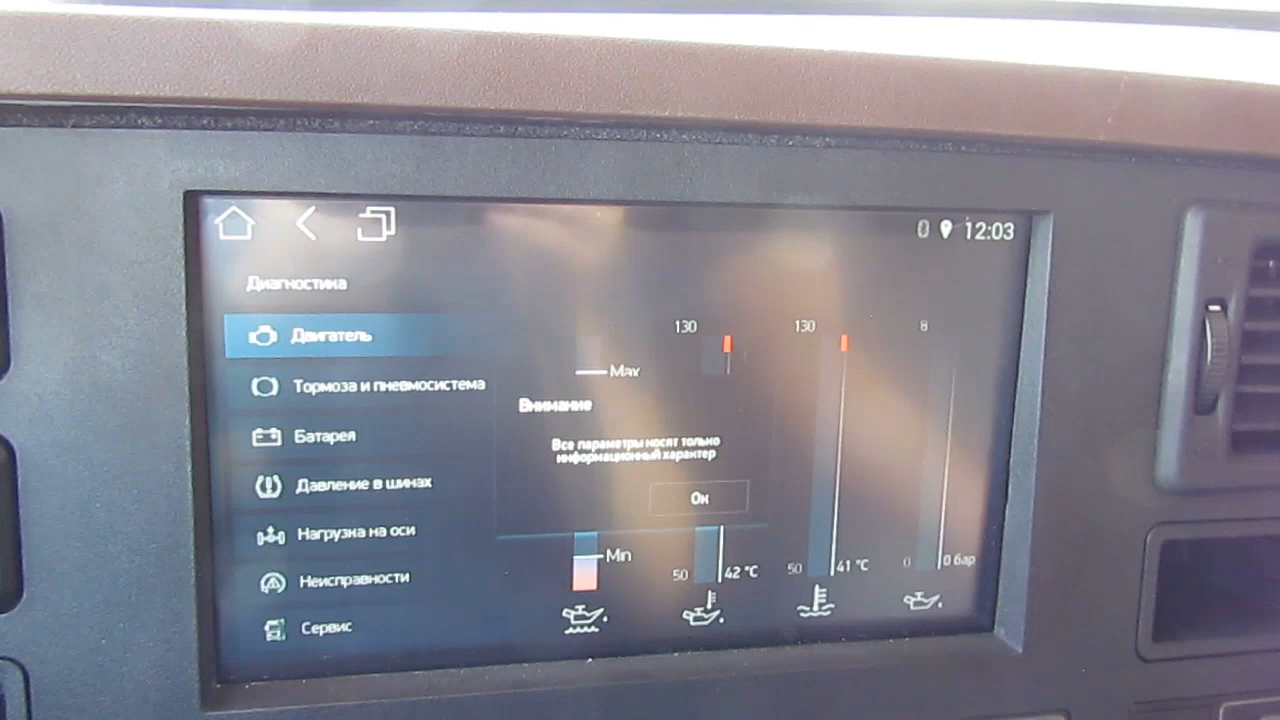 12:03
Диагностика
Двигатель
Тормоза и пневмосистема
Батарея
Давление в шинах
Нагрузка на оси
Неисправности
Сервис
Max
130
130
8
Внимание
Все параметры носят только
информационный характер
Ок
Min
50
42 °C
50
41 °C
0
0 бар